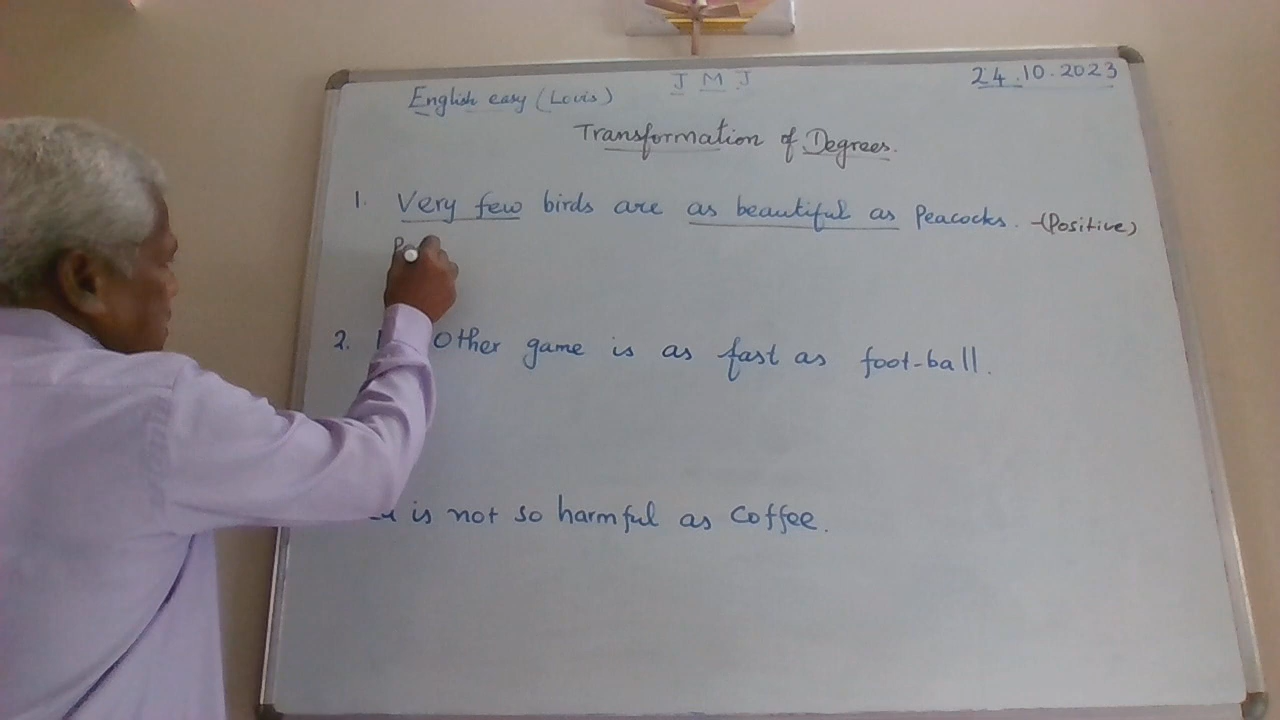 J M J
24.10.2023
English easy (Louis)
Transformation of Degrees.
1. Very few birds are as beautiful as Peacocks. -(Positive)
2. Other game is as fast as foot-ball.
is not so harmful as Coffee.